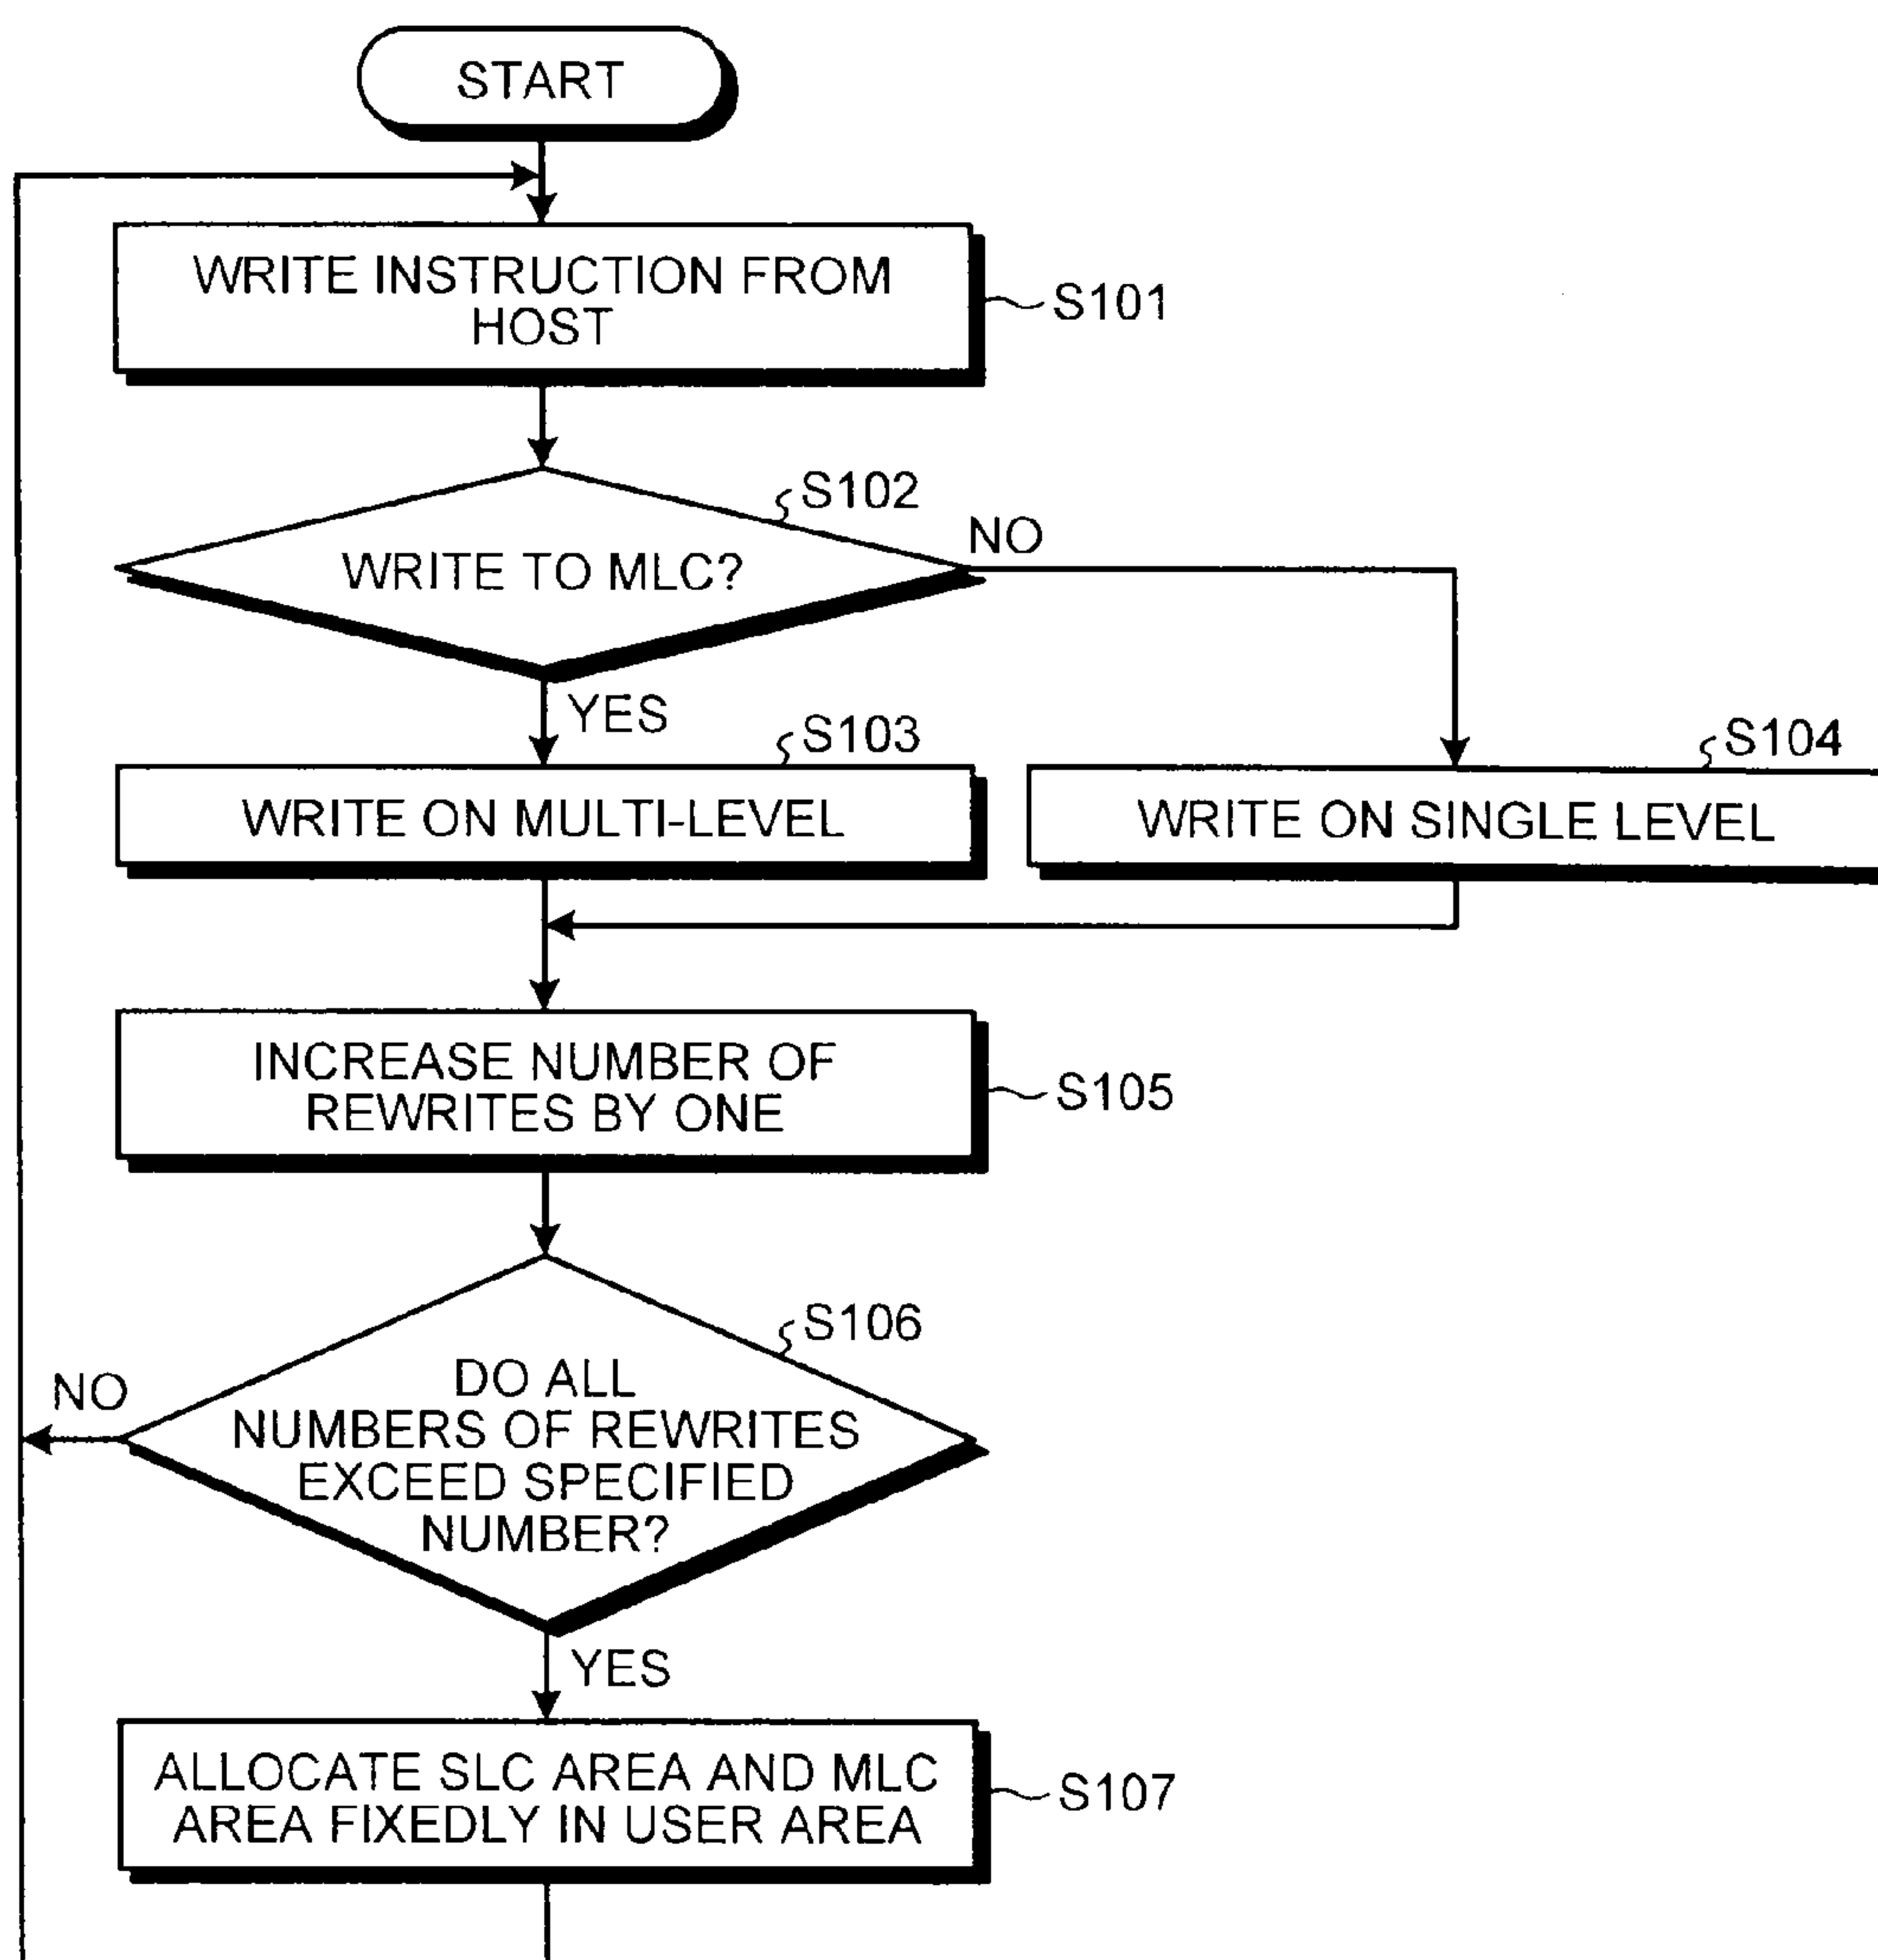 START
WRITE INSTRUCTION FROM
HOST
S101
S102
WRITE TO MLC?
NO
YES
S103
WRITE ON MULTI-LEVEL
S104
WRITE ON SINGLE LEVEL
INCREASE NUMBER OF
REWRITES BY ONE
S105
S106
DO ALL
NUMBERS OF REWRITES
EXCEED SPECIFIED
NUMBER?
NO
YES
ALLOCATE SLC AREA AND MLC
AREA FIXEDLY IN USER AREA
S107